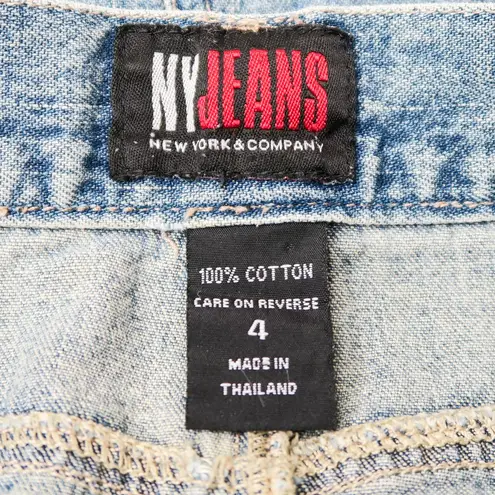 NYJEANS
NEW YORK & COMPANY
100% COTTON
CARE ON REVERSE
4
MADE IN
THAILAND